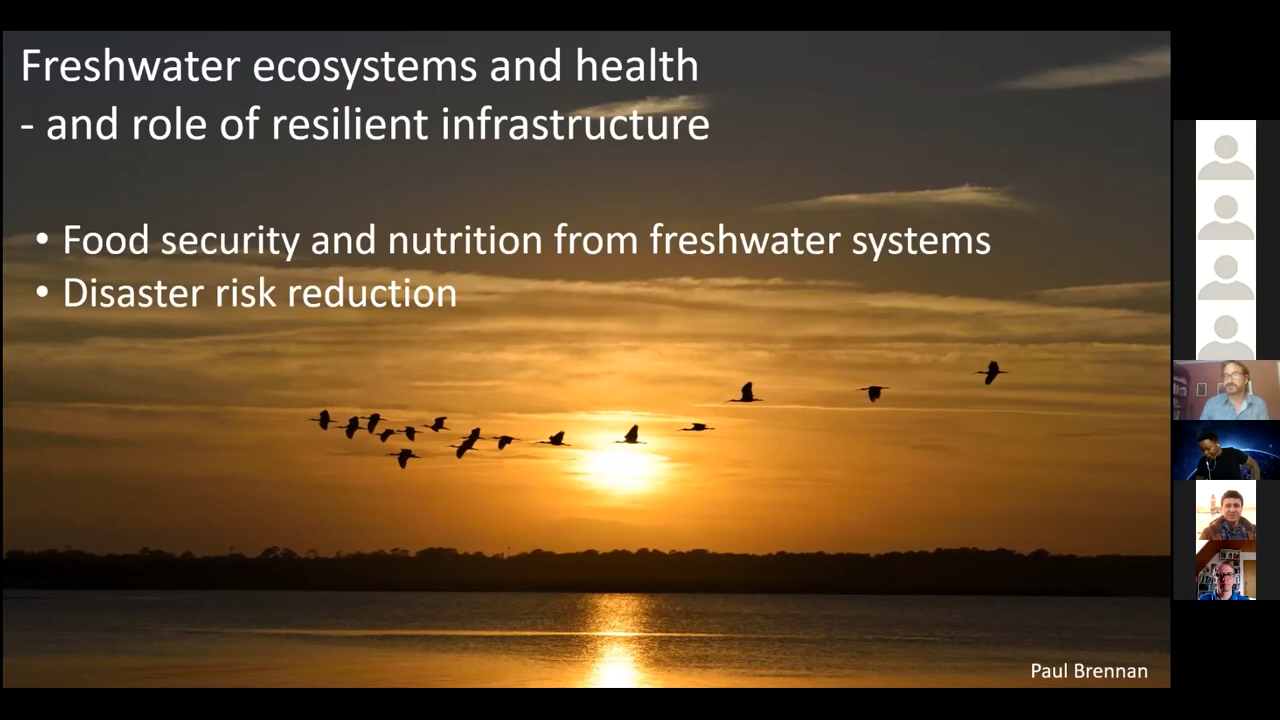 Freshwater ecosystems and health
- and role of resilient infrastructure
• Food security and nutrition from freshwater systems
• Disaster risk reduction
Paul Brennan